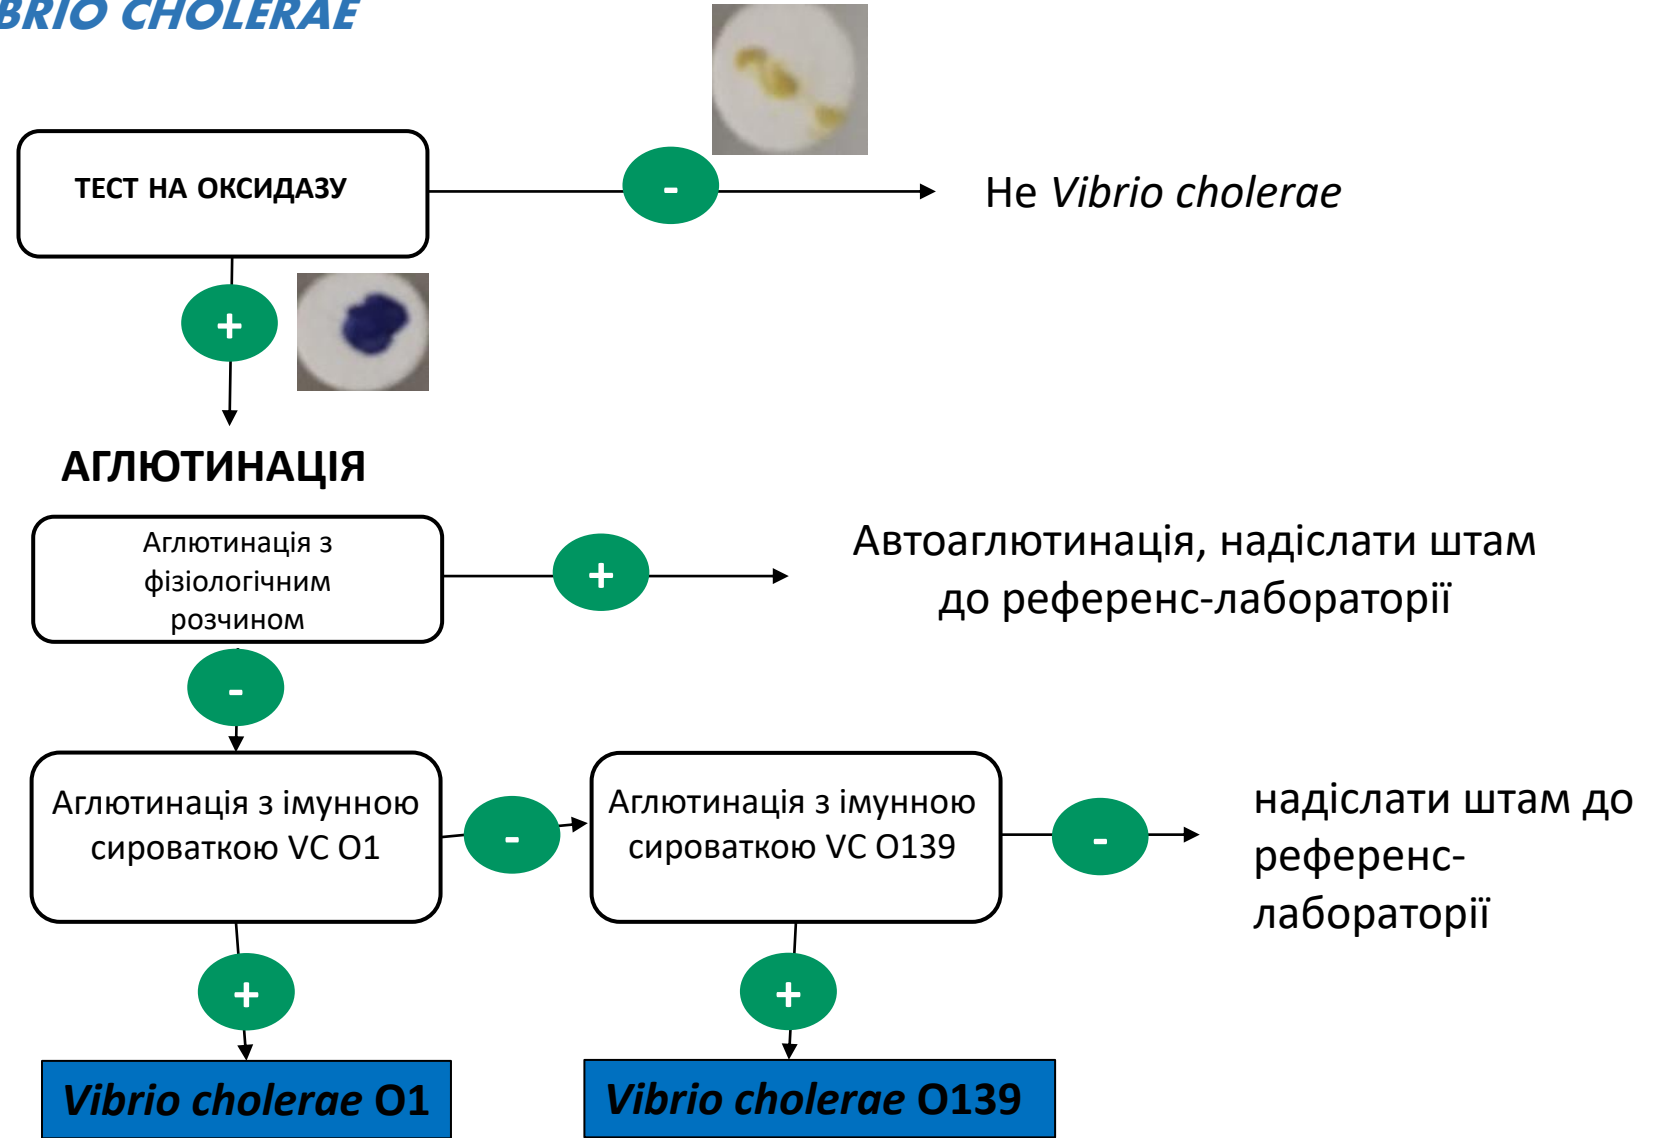 BRIO CHOLERAE
ТЕСТ НА ОКСИДАЗУ
-
Не Vibrio cholerae
+
АГЛЮТИНАЦІЯ
Аглютинація з
фізіологічним
розчином
+
Автоаглютинація, надіслати штам
до референс-лабораторії
-
Аглютинація з імунною
сироваткою VC O1
-
Аглютинація з імунною
сироваткою VC O139
-
надіслати штам до
референс-
лабораторії
+
+
Vibrio cholerae O1
Vibrio cholerae O139